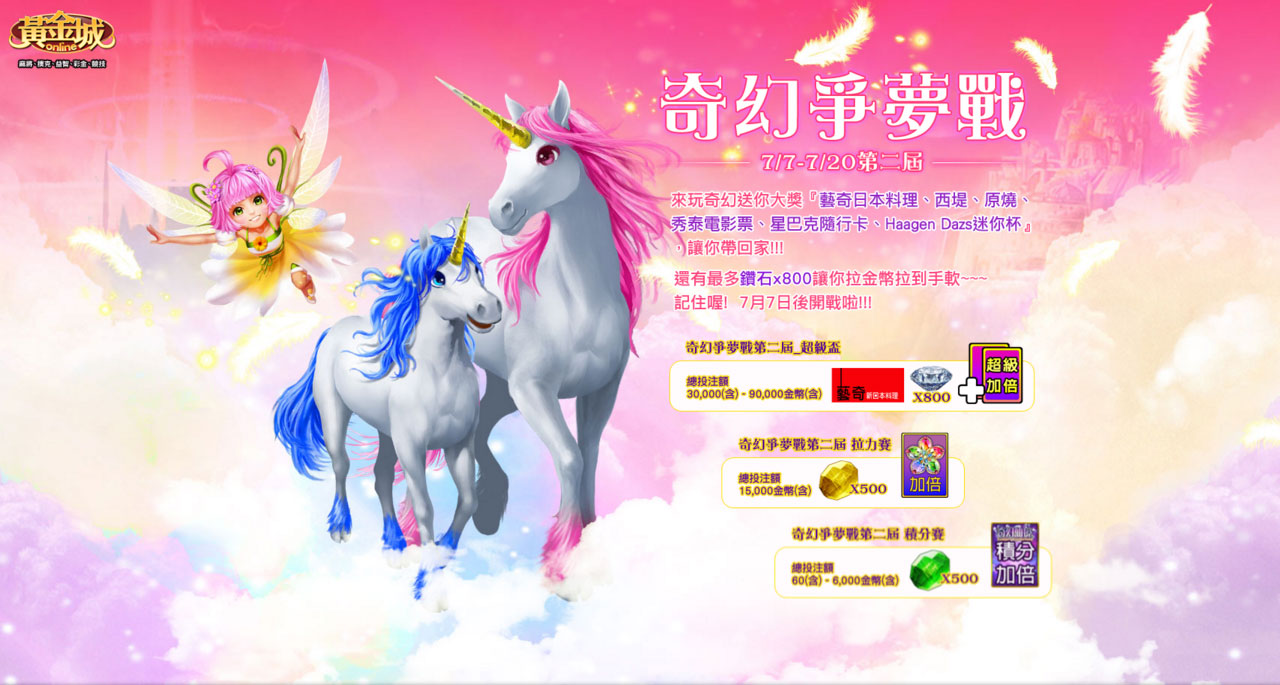 黃金城
online
麻將、撲克、益智、彩金、競技
奇幻爭夢戰
7/7-7/20第二屆
來玩奇幻送你大獎『藝奇日本料理、西堤、原燒、
秀泰電影票、星巴克隨行卡、Haagen Dazs迷你杯』
，讓你帶回家!!!
還有最多鑽石x800讓你拉金幣拉到手軟~~~
記住喔! 7月7日後開戰啦!!!
奇幻爭夢戰第二屆_超級盃
總投注額
30,000(含) - 90,000金幣(含)
藝奇新日本料理
X800
超級
加倍
奇幻爭夢戰第二屆 拉力賽
總投注額
15,000金幣(含)
X500
加倍
奇幻爭夢戰第二屆 積分賽
總投注額
60(含) - 6,000金幣(含)
X500
積分
加倍